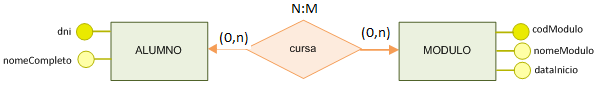 N:M
dni
ALUMNO
nomeCompleto
(0,n)
cursa
(0,n)
MODULO
codModulo
nomeModulo
dataInicio